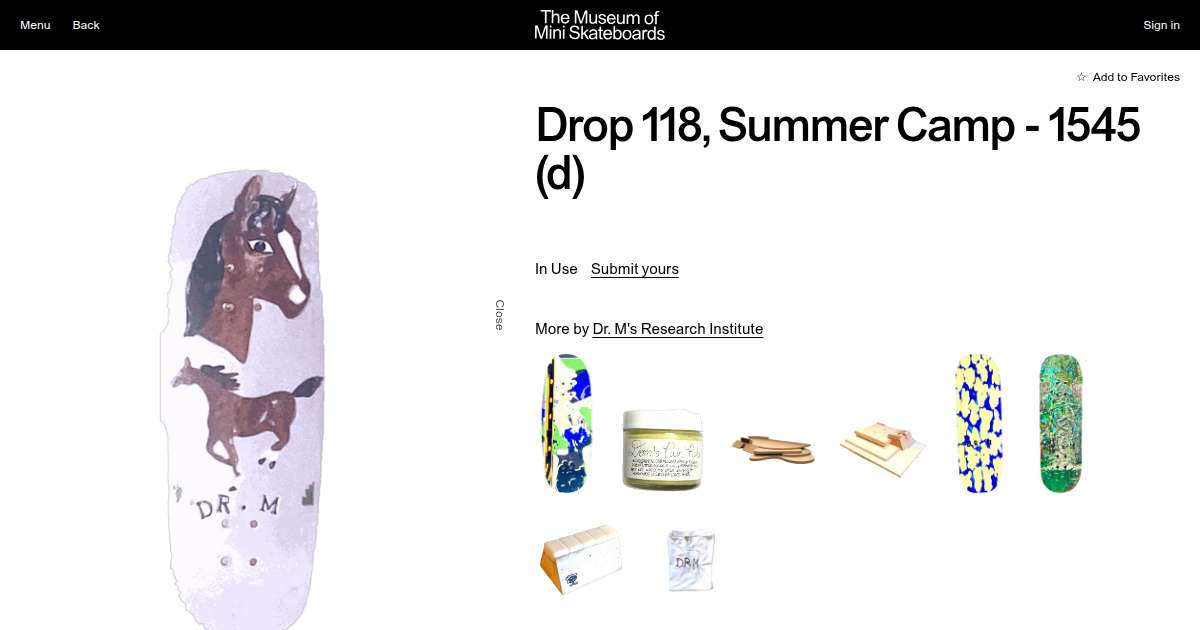 Menu
Back
The Museum of
Mini Skateboards
Sign in
☆ Add to Favorites
Drop 118, Summer Camp - 1545
(d)
In Use
Submit yours
Close
More by Dr. M's Research Institute
DR. M
DRM